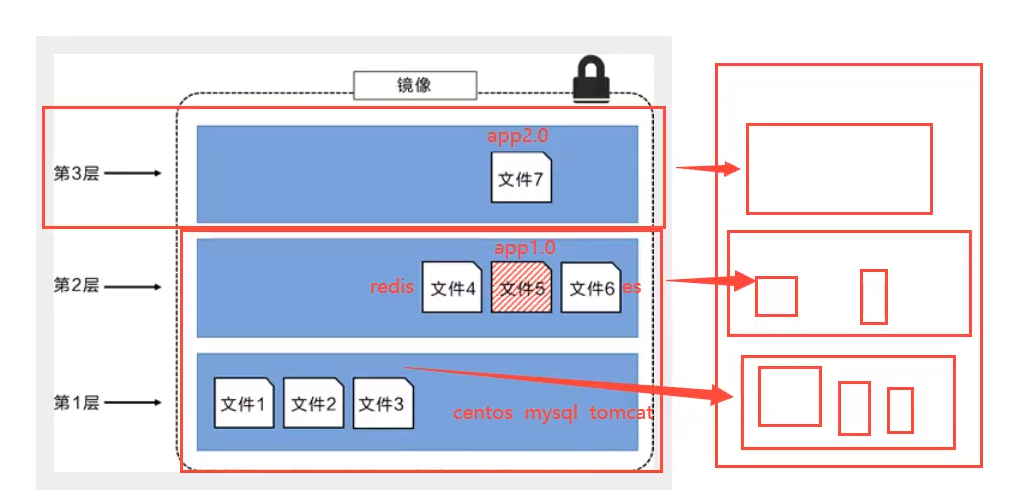 镜像
app2.0
第3层
文件7
app1.0
第2层
redis
文件4
文件5
文件6
es
第1层
文件1
文件2
文件3
centos mysql tomcat